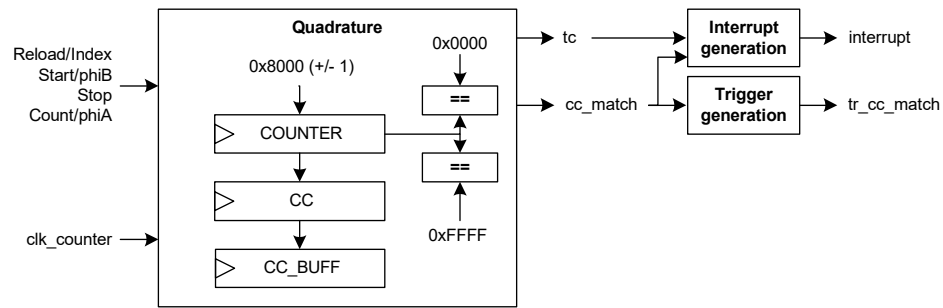 Quadrature
Reload/Index
Start/phiB
Stop
Count/phiA
clk_counter
0x8000 (+/- 1)
COUNTER
CC
CC_BUFF
0x0000
==
==
0xFFFF
tc
cc_match
Interrupt
generation
interrupt
Trigger
generation
tr_cc_match